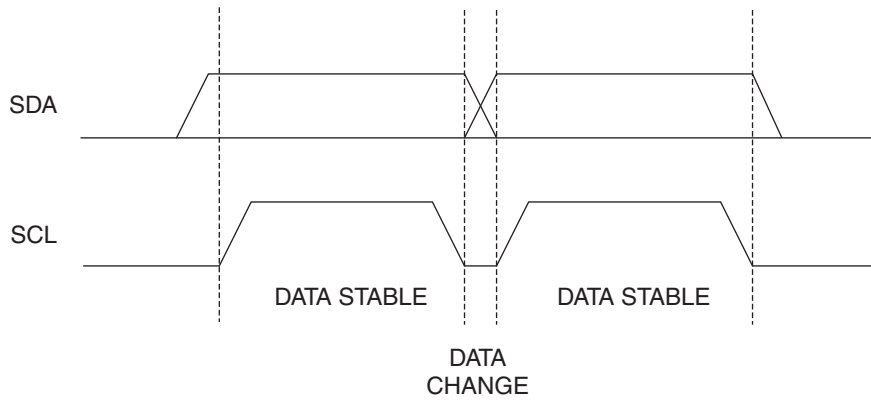 SDA
SCL
DATA STABLE
DATA STABLE
DATA
CHANGE